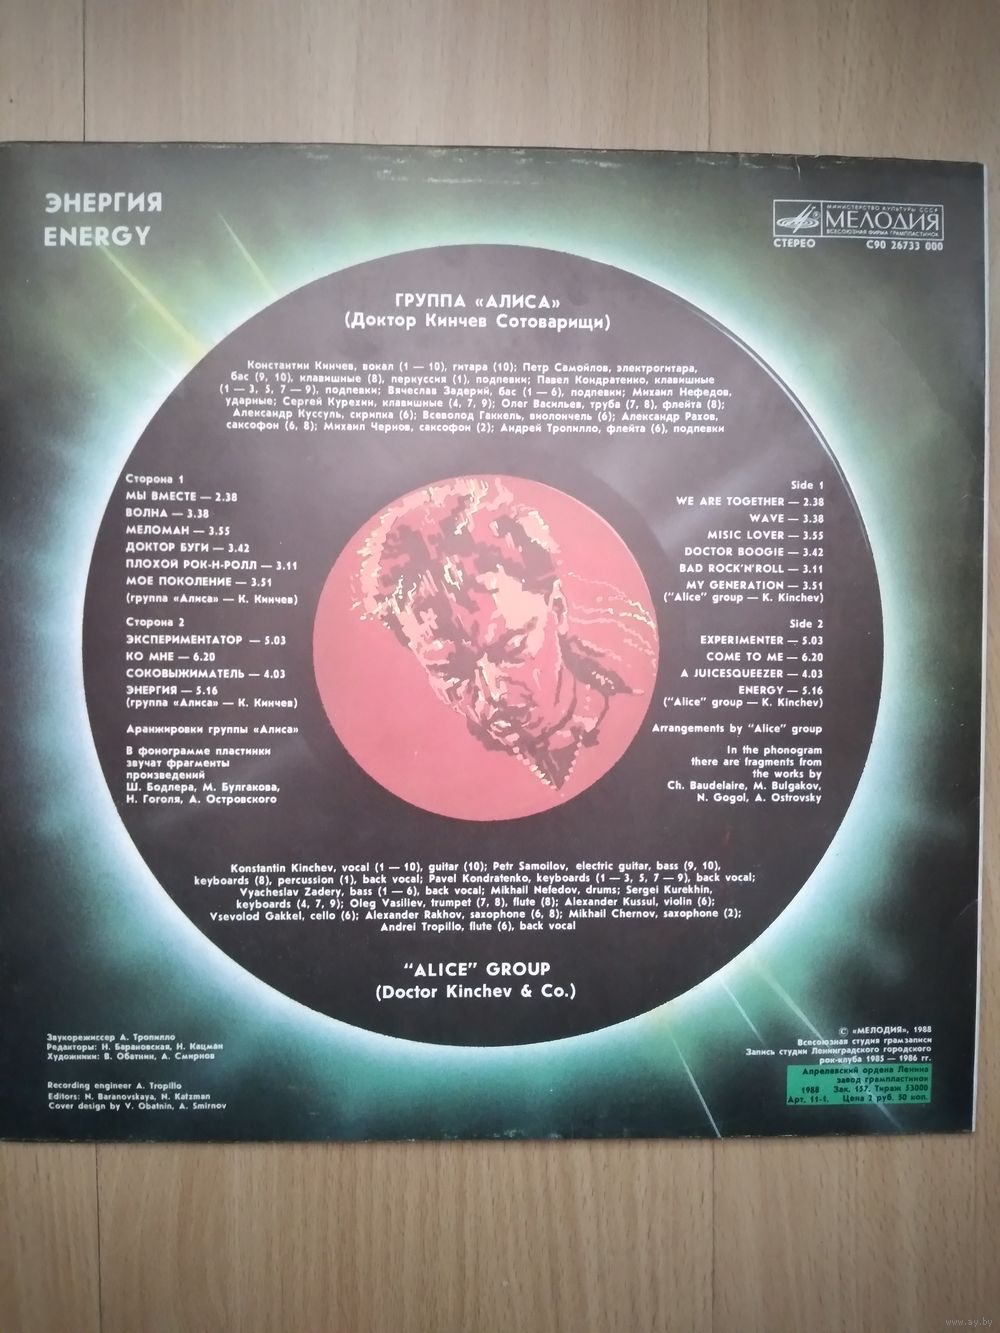 ЭНЕРГИЯ
ENERGY
МИНИСТЕРСТВО КУЛЬТУРЫ СССР
МЕЛОДИЯ
ВСЕСОЮЗНАЯ ФИРМА ГРАМПЛАСТИНОК
СТЕРЕО С90 26733 000
ГРУППА «АЛИСА»
(Доктор Кинчев Сотоварищи)
Константин Кинчев, вокал (1 — 10), гитара (10); Петр Самойлов, электрогитара,
бас (9, 10), клавишные (8), перкуссия (1), подпевки; Павел Кондратенко, клавишные
(1 — 3, 5, 7 — 9), подпевки; Вячеслав Задерий, бас (1 — 6), подпевки; Михаил Нефедов,
ударные; Сергей Курехин, клавишные (4, 7, 9); Олег Васильев, труба (7, 8), флейта (8);
Александр Куссуль, скрипка (6); Всеволод Гаккель, виолончель (6); Александр Рахов,
саксофон (6, 8); Михаил Чернов, саксофон (2); Андрей Тропилло, флейта (6), подпевки
Сторона 1
МЫ ВМЕСТЕ — 2.38
ВОЛНА — 3.38
МЕЛОМАН — 3.55
ДОКТОР БУГИ — 3.42
ПЛОХОЙ РОК-Н-РОЛЛ — 3.11
МОЕ ПОКОЛЕНИЕ — 3.51
(группа «Алиса» — К. Кинчев)
Сторона 2
ЭКСПЕРИМЕНТАТОР — 5.03
КО МНЕ — 6.20
СОКОВЫЖИМАТЕЛЬ — 4.03
ЭНЕРГИЯ — 5.16
(группа «Алиса» — К. Кинчев)
Аранжировки группы «Алиса»
В фонограмме пластинки
звучат фрагменты
произведений
Ш. Бодлера, М. Булгакова,
Н. Гоголя, А. Островского
Side 1
WE ARE TOGETHER — 2.38
WAVE — 3.38
MISIC LOVER — 3.55
DOCTOR BOOGIE — 3.42
BAD ROCK'N'ROLL — 3.11
MY GENERATION — 3.51
("Alice" group — K. Kinchev)
Side 2
EXPERIMENTER — 5.03
COME TO ME — 6.20
A JUICESQUEEZER — 4.03
ENERGY — 5.16
("Alice" group — K. Kinchev)
Arrangements by "Alice" group
In the phonogram
there are fragments from
the works by
Ch. Baudelaire, M. Bulgakov,
N. Gogol, A. Ostrovsky
Konstantin Kinchev, vocal (1 — 10), guitar (10); Petr Samoilov, electric guitar, bass (9, 10),
keyboards (8), percussion (1), back vocal; Pavel Kondratenko, keyboards (1 — 3, 5, 7 — 9), back vocal;
Vyacheslav Zadery, bass (1 — 6), back vocal; Mikhail Nefedov, drums; Sergei Kurekhin,
keyboards (4, 7, 9); Oleg Vasiliev, trumpet (7, 8), flute (8); Alexander Kussul, violin (6);
Vsevolod Gakkel, cello (6); Alexander Rakhov, saxophone (6, 8); Mikhail Chernov, saxophone (2);
Andrei Tropillo, flute (6), back vocal
"ALICE" GROUP
(Doctor Kinchev & Co.)
Звукорежиссер А. Тропилло
Редакторы: Н. Барановская, Н. Кацман
Художники: В. Обатнин, А. Смирнов
Recording engineer A. Tropillo
Editors: N. Baranovskaya, N. Katzman
Cover design by V. Obatnin, A. Smirnov
© «МЕЛОДИЯ», 1988
Всесоюзная студия грамзаписи
Запись студии Ленинградского городского
рок-клуба 1985 — 1986 гг.
Апрелевский ордена Ленина
завод грампластинок
1988 Зак. 157. Тираж 53000
Арт. 11-1. Цена 2 руб. 50 коп.
www.ay.by